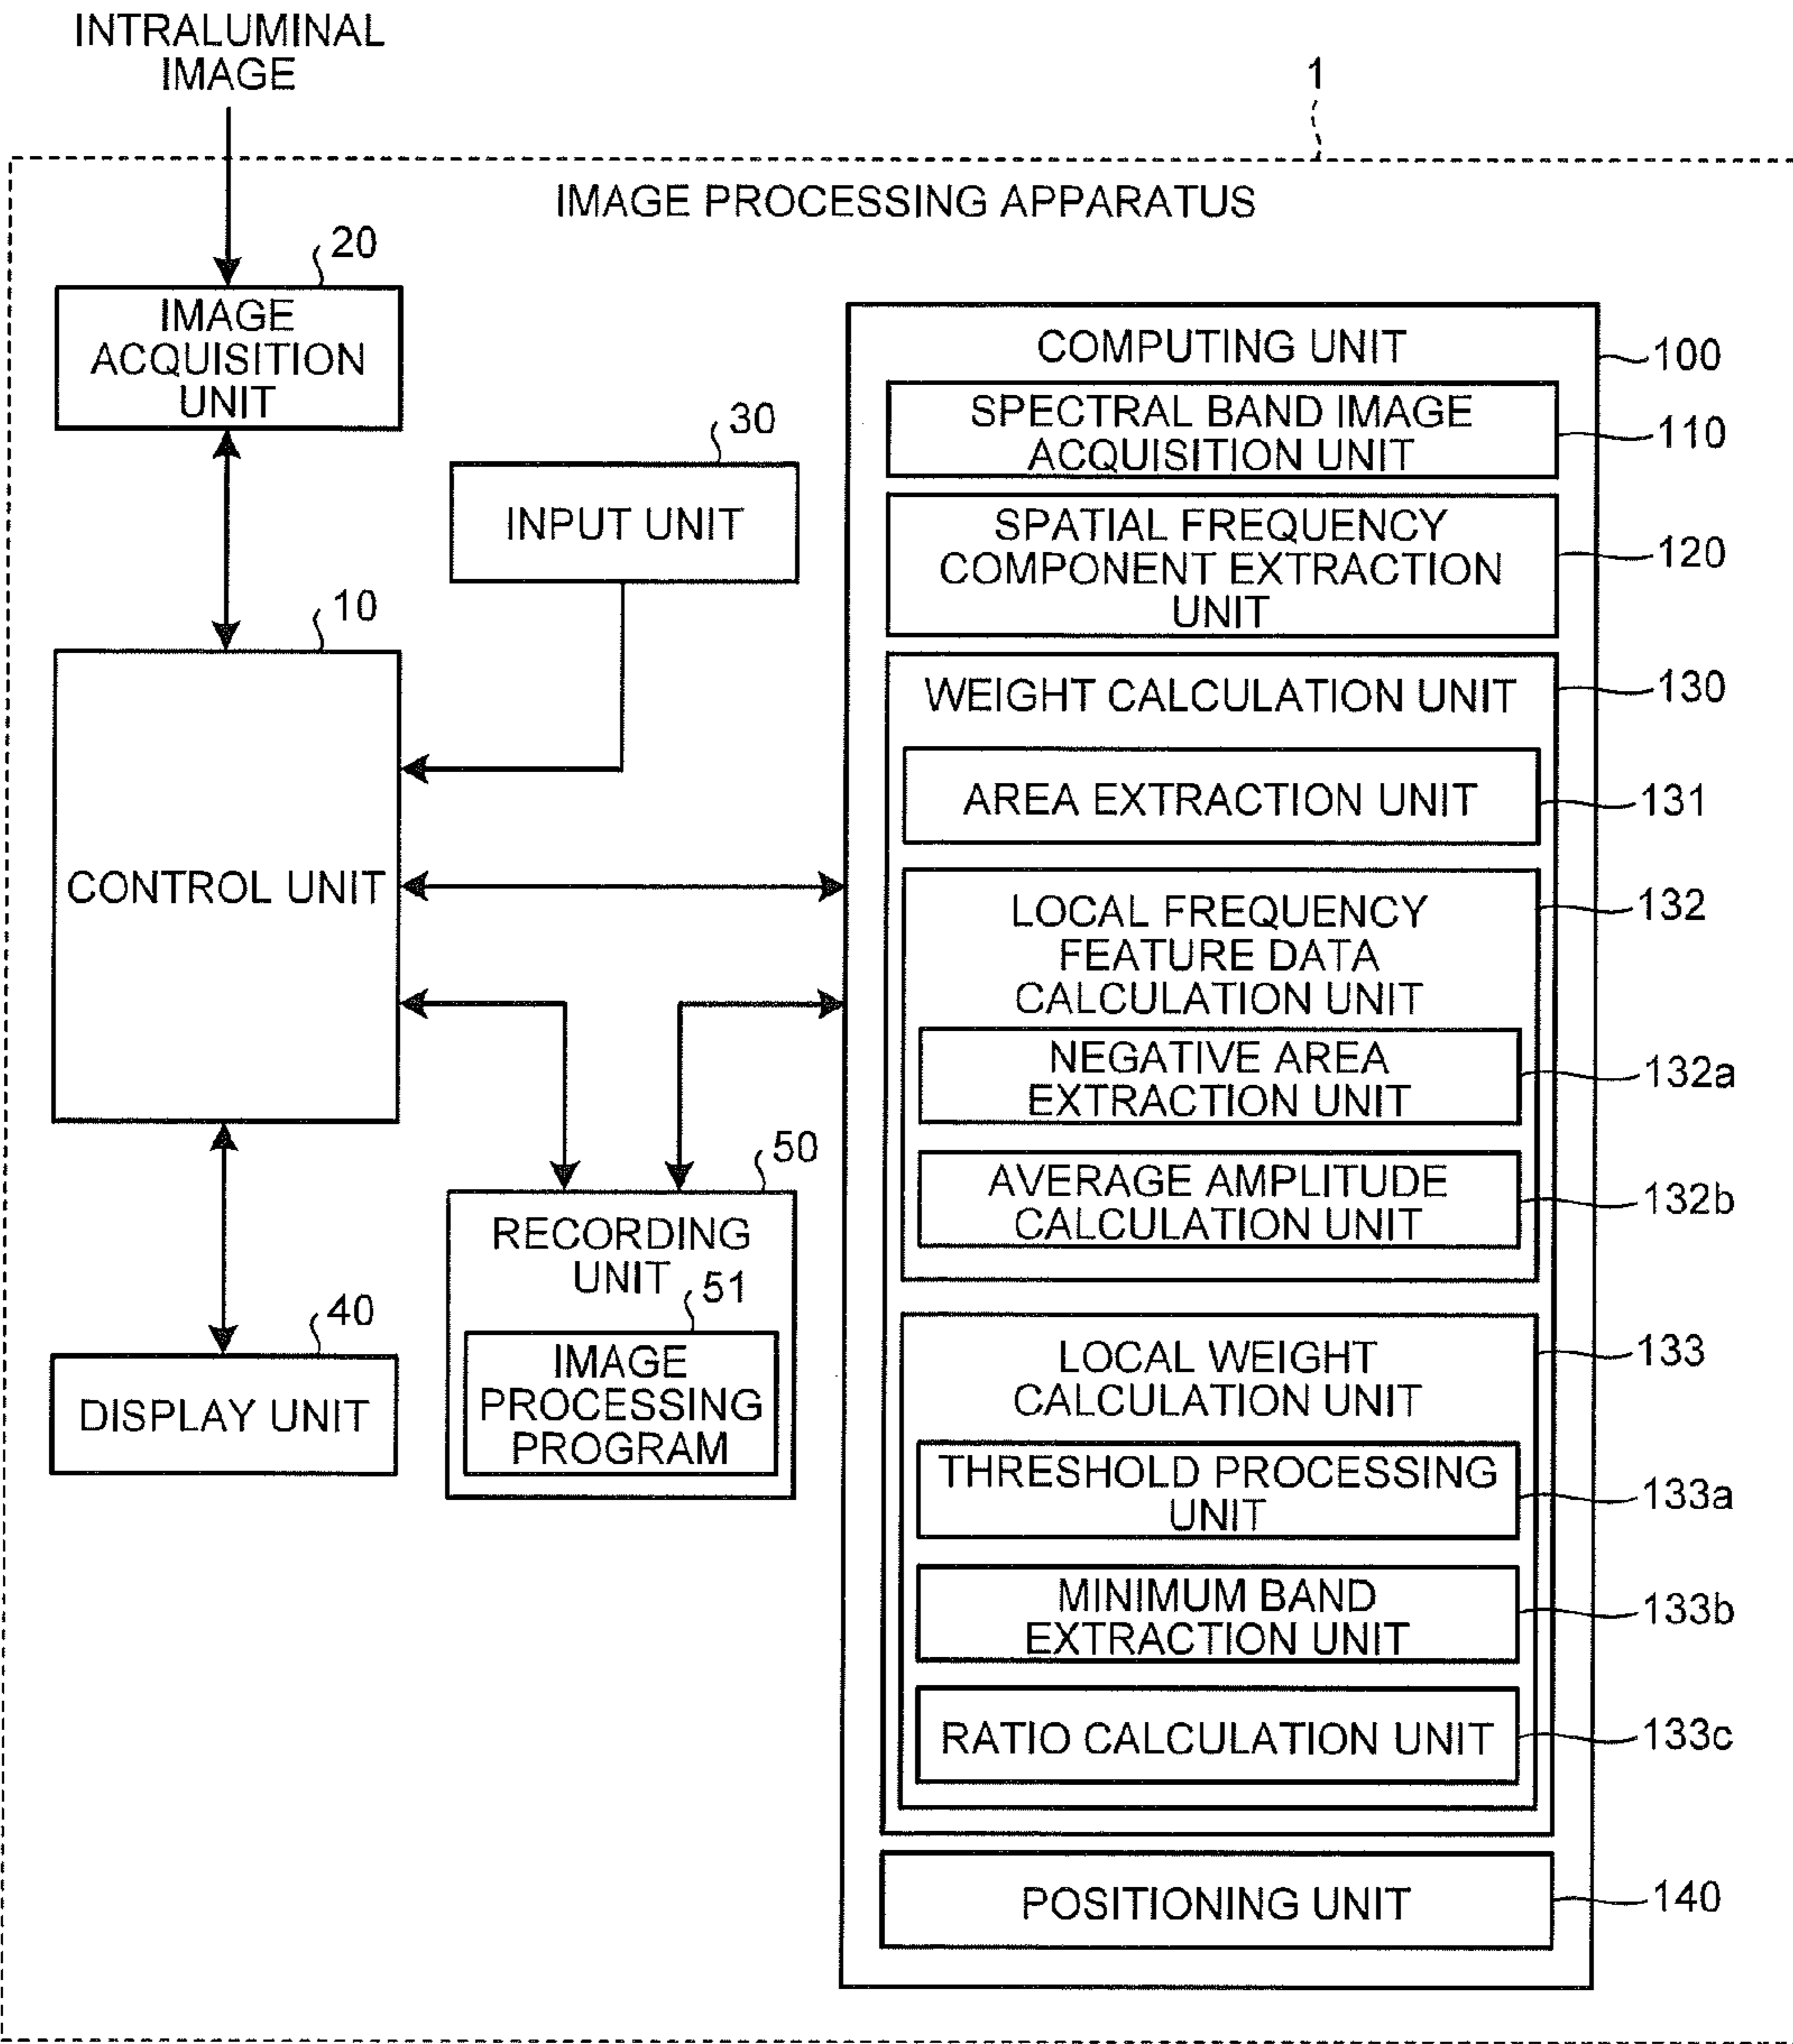 INTRALUMINAL
IMAGE
1
IMAGE PROCESSING APPARATUS
20
IMAGE
ACQUISITION
UNIT
30
INPUT UNIT
10
CONTROL UNIT
50
RECORDING
UNIT
51
IMAGE
PROCESSING
PROGRAM
40
DISPLAY UNIT
COMPUTING UNIT
100
SPECTRAL BAND IMAGE
ACQUISITION UNIT
110
SPATIAL FREQUENCY
COMPONENT EXTRACTION
UNIT
120
WEIGHT CALCULATION UNIT
130
AREA EXTRACTION UNIT
131
LOCAL FREQUENCY
FEATURE DATA
CALCULATION UNIT
132
NEGATIVE AREA
EXTRACTION UNIT
132a
AVERAGE AMPLITUDE
CALCULATION UNIT
132b
LOCAL WEIGHT
CALCULATION UNIT
133
THRESHOLD PROCESSING
UNIT
133a
MINIMUM BAND
EXTRACTION UNIT
133b
RATIO CALCULATION UNIT
133c
POSITIONING UNIT
140